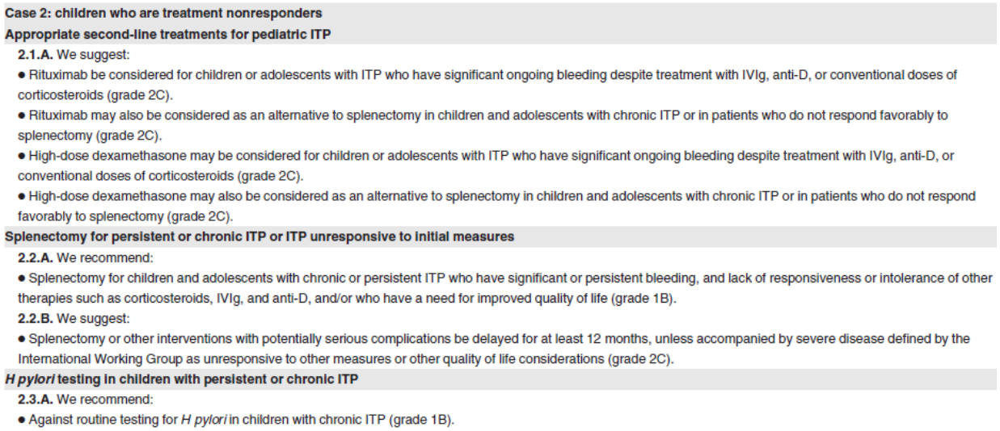 Case 2: children who are treatment nonresponders
Appropriate second-line treatments for pediatric ITP
2.1.A. We suggest:
• Rituximab be considered for children or adolescents with ITP who have significant ongoing bleeding despite treatment with IVIg, anti-D, or conventional doses of
corticosteroids (grade 2C).
• Rituximab may also be considered as an alternative to splenectomy in children and adolescents with chronic ITP or in patients who do not respond favorably to
splenectomy (grade 2C).
• High-dose dexamethasone may be considered for children or adolescents with ITP who have significant ongoing bleeding despite treatment with IVIg, anti-D, or
conventional doses of corticosteroids (grade 2C).
• High-dose dexamethasone may also be considered as an alternative to splenectomy in children and adolescents with chronic ITP or in patients who do not respond
favorably to splenectomy (grade 2C).
Splenectomy for persistent or chronic ITP or ITP unresponsive to initial measures
2.2.A. We recommend:
• Splenectomy for children and adolescents with chronic or persistent ITP who have significant or persistent bleeding, and lack of responsiveness or intolerance of other
therapies such as corticosteroids, IVIg, and anti-D, and/or who have a need for improved quality of life (grade 1B).
2.2.B. We suggest:
• Splenectomy or other interventions with potentially serious complications be delayed for at least 12 months, unless accompanied by severe disease defined by the
International Working Group as unresponsive to other measures or other quality of life considerations (grade 2C).
H pylori testing in children with persistent or chronic ITP
2.3.A. We recommend:
• Against routine testing for H pylori in children with chronic ITP (grade 1B).